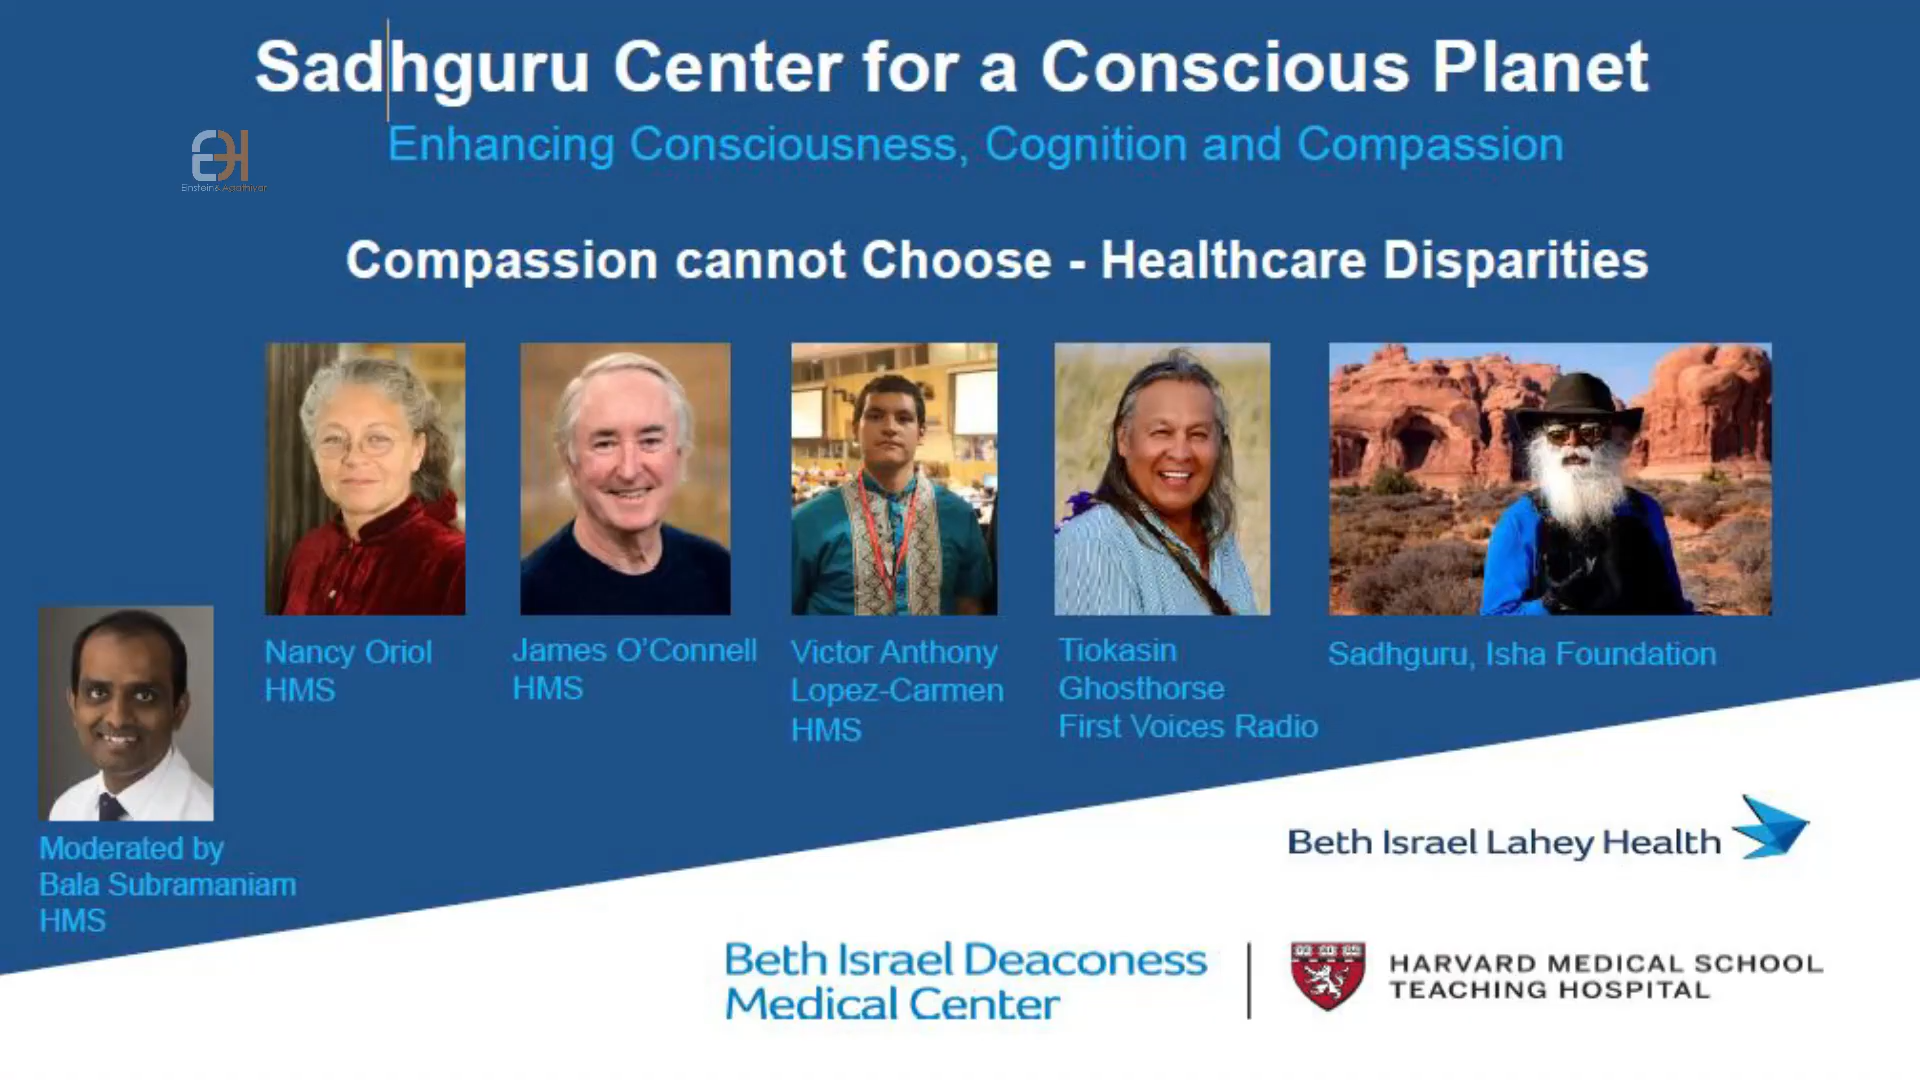 Sadhguru Center for a Conscious Planet
Enhancing Consciousness, Cognition and Compassion
EH
Compassion cannot Choose - Healthcare Disparities
Nancy Oriol
HMS
James O'Connell
HMS
Victor Anthony
Lopez-Carmen
HMS
Tiokasin
Ghosthorse
First Voices Radio
Sadhguru, Isha Foundation
Moderated by
Bala Subramaniam
HMS
Beth Israel Lahey Health
Beth Israel Deaconess
Medical Center
HARVARD MEDICAL SCHOOL
TEACHING HOSPITAL